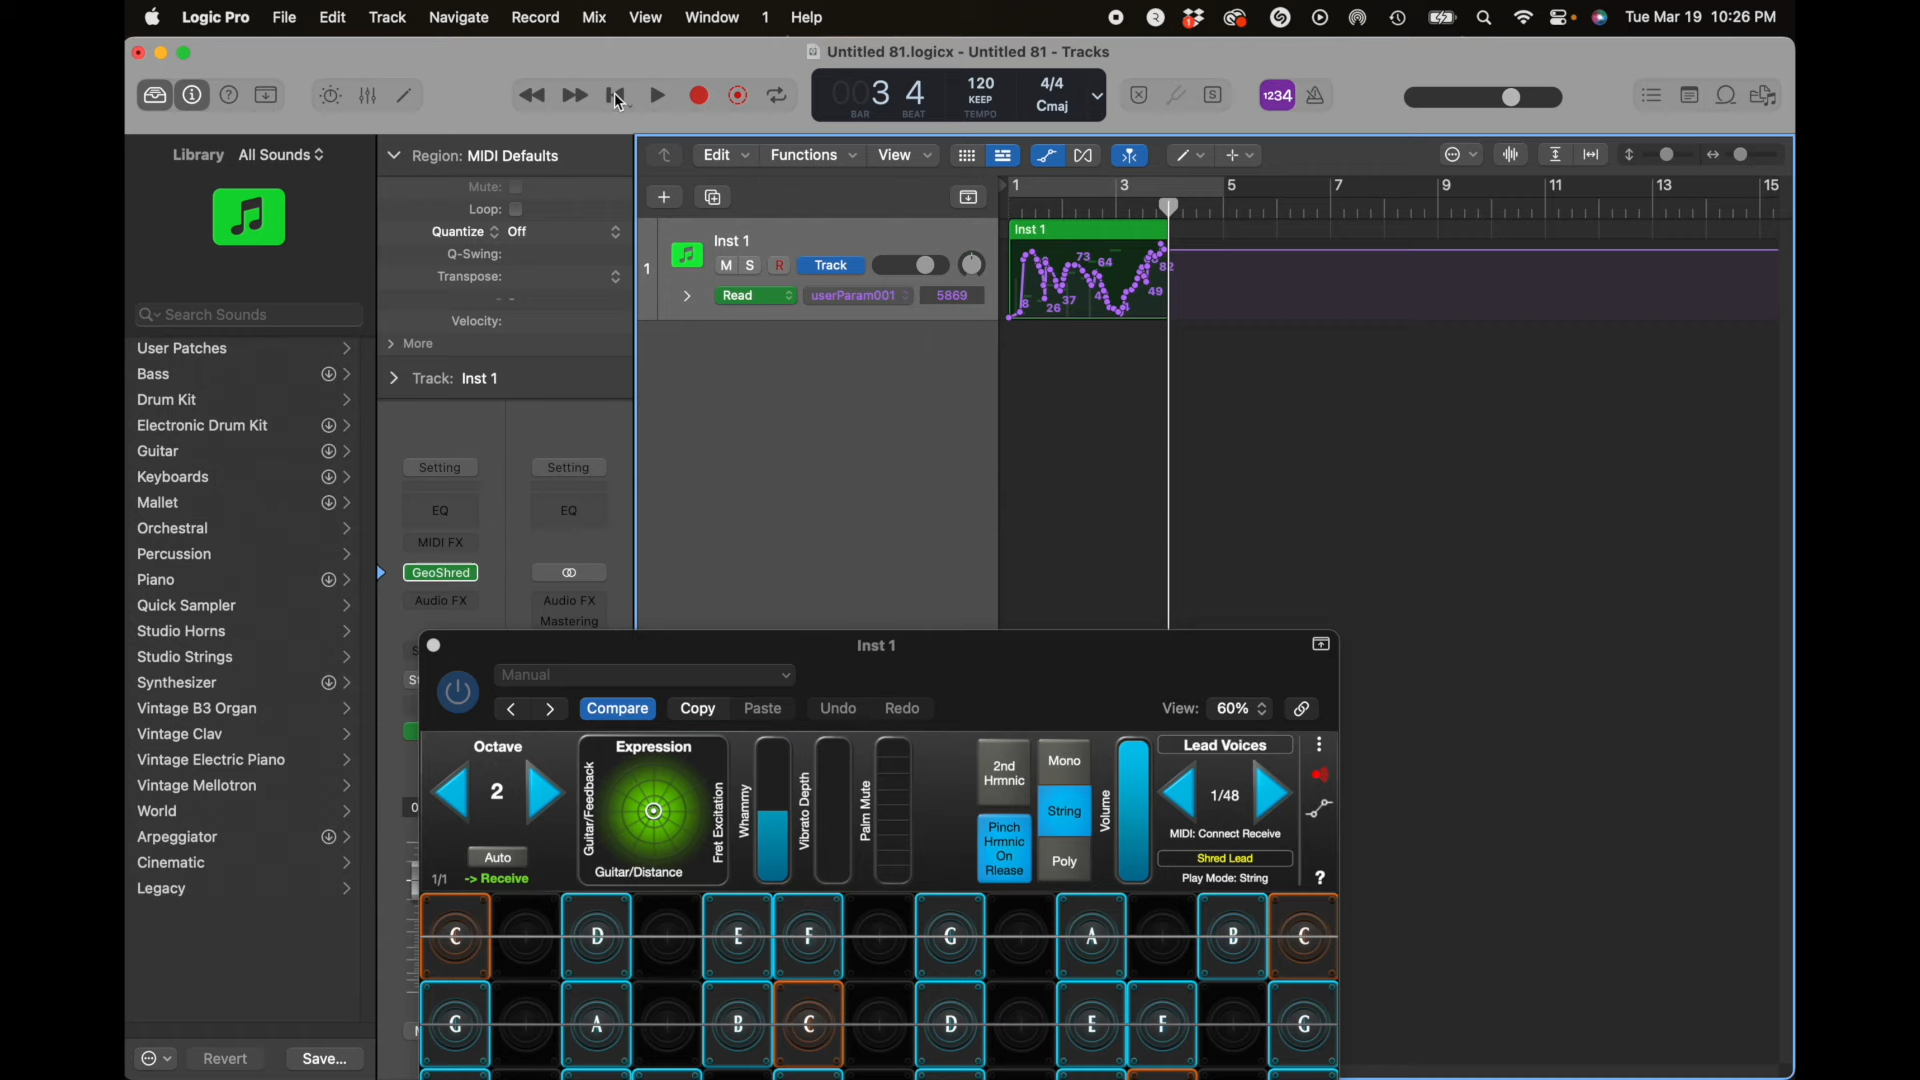 Logic Pro File Edit Track Navigate Record Mix View Window 1 Help Tue Mar 19 10:26 PM
Untitled 81.logicx - Untitled 81 - Tracks
003 4 120 4/4
KEEP Cmaj
BAR BEAT TEMPO
1234
Library All Sounds
Region: MIDI Defaults
Edit Functions View
Mute:
Loop:
Quantize Off
Q-Swing:
Transpose:
Velocity:
More
Track: Inst 1
1 3 5 7 9 11 13 15
Inst 1
1
Inst 1
M S R Track
Read userParam001 5869
8 26 37 73 64 49 82
Search Sounds
User Patches
Bass
Drum Kit
Electronic Drum Kit
Guitar
Keyboards
Mallet
Orchestral
Percussion
Piano
Quick Sampler
Studio Horns
Studio Strings
Synthesizer
Vintage B3 Organ
Vintage Clav
Vintage Electric Piano
Vintage Mellotron
World
Arpeggiator
Cinematic
Legacy
Revert Save...
Setting Setting
EQ EQ
MIDI FX
GeoShred
Audio FX Audio FX
Mastering
Inst 1
Manual
Compare Copy Paste Undo Redo View: 60%
Octave
2
Auto
1/1 -> Receive
Expression
Guitar/Feedback
Fret Excitation
Guitar/Distance
Whammy
Vibrato Depth
Palm Mute
2nd
Hrmnic
Pinch
Hrmnic
On
Rlease
Mono
String
Poly
Volume
Lead Voices
1/48
MIDI: Connect Receive
Shred Lead
Play Mode: String
?
C D E F G A B C
G A B C D E F G